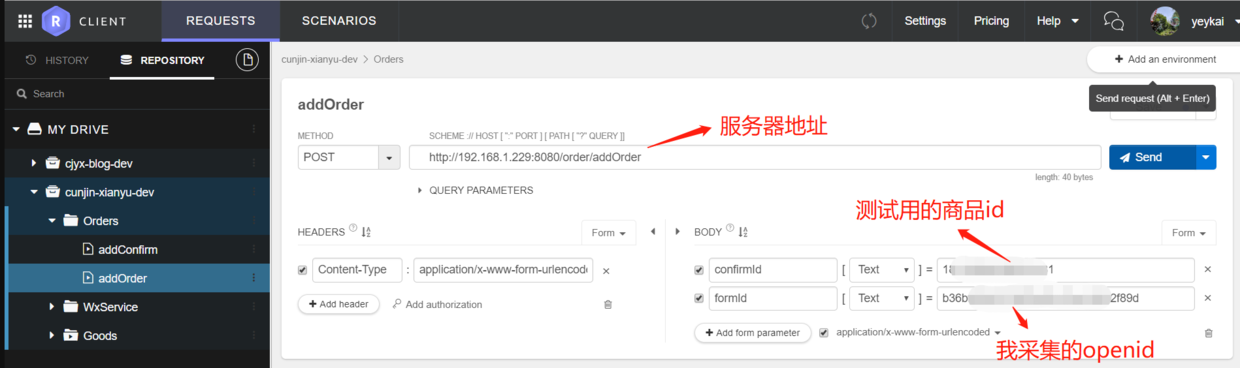 R CLIENT REQUESTS SCENARIOS Settings Pricing Help yeykai
HISTORY REPOSITORY
cunjin-xianyu-dev > Orders
+ Add an environment
Search
Send request (Alt + Enter)
addOrder
MY DRIVE
METHOD SCHEME :// HOST [ ":" PORT ] [ PATH [ "?" QUERY ]]
服务器地址
POST http://192.168.1.229:8080/order/addOrder Send
cjyx-blog-dev
length: 40 bytes
cunjin-xianyu-dev
QUERY PARAMETERS
测试用的商品id
Orders
HEADERS ? Form BODY ? Form
addConfirm
Content-Type : application/x-www-form-urlencoded ×
confirmId [ Text ] = 18 1 ×
addOrder
formId [ Text ] = b36b 2f89d ×
+ Add header Add authorization
WxService
+ Add form parameter application/x-www-form-urlencoded
Goods
我采集的openid